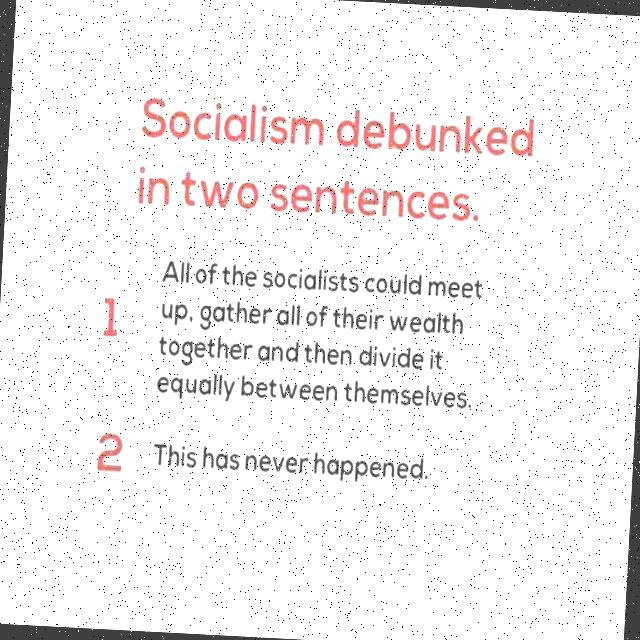 Socialism debunked
in two sentences.
All of the socialists could meet
1 up, gather all of their wealth
together and then divide it
equally between themselves.
2 This has never happened.